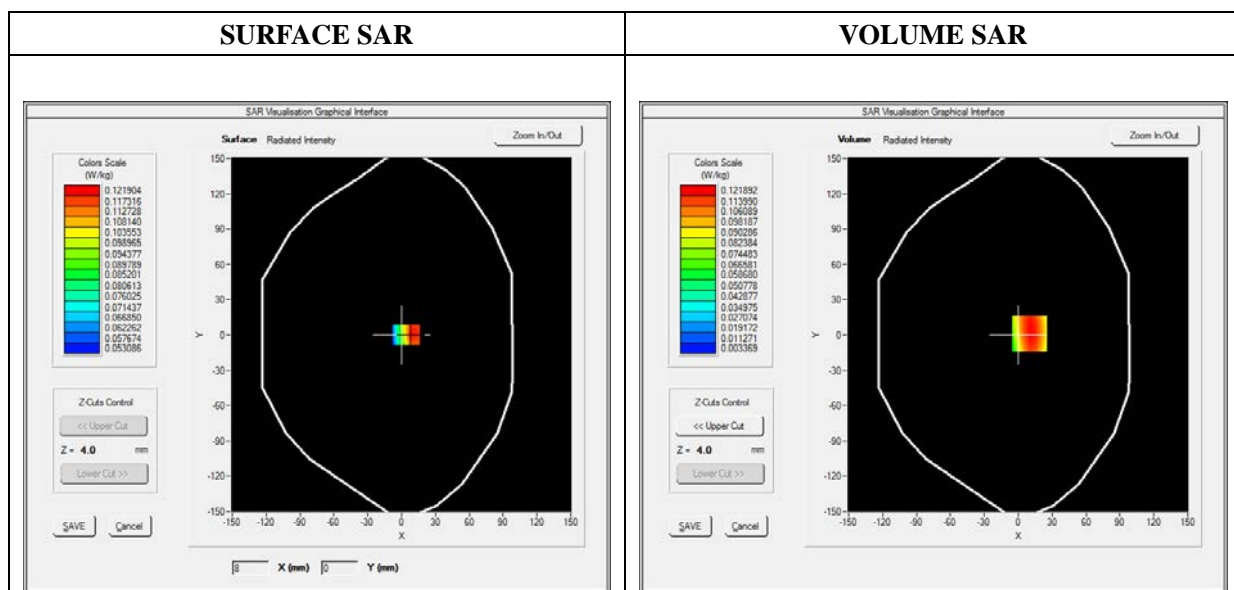 SURFACE SAR
VOLUME SAR
SAR Visualisation Graphical Interface
Surface Radiated Intensity
Zoom In/Out
Colors Scale
(W/kg)
0.121904
0.117316
0.112728
0.108140
0.103553
0.098965
0.094377
0.089789
0.085201
0.080613
0.076025
0.071437
0.066850
0.062262
0.057674
0.053086
Z-Cuts Control
<< Upper Cut
Z = 4.0 mm
Lower Cut >>
SAVE Cancel
150
120
90
60
30
0
-30
-60
-90
-120
-150
Y
-150 -120 -90 -60 -30 0 30 60 90 120 150
X
8 X (mm) 0 Y (mm)
SAR Visualisation Graphical Interface
Volume Radiated Intensity
Zoom In/Out
Colors Scale
(W/kg)
0.121892
0.113990
0.106089
0.098187
0.090286
0.082384
0.074483
0.066581
0.058680
0.050778
0.042877
0.034975
0.027074
0.019172
0.011271
0.003369
Z-Cuts Control
<< Upper Cut
Z = 4.0 mm
Lower Cut >>
SAVE Cancel
150
120
90
60
30
0
-30
-60
-90
-120
-150
Y
-150 -120 -90 -60 -30 0 30 60 90 120 150
X